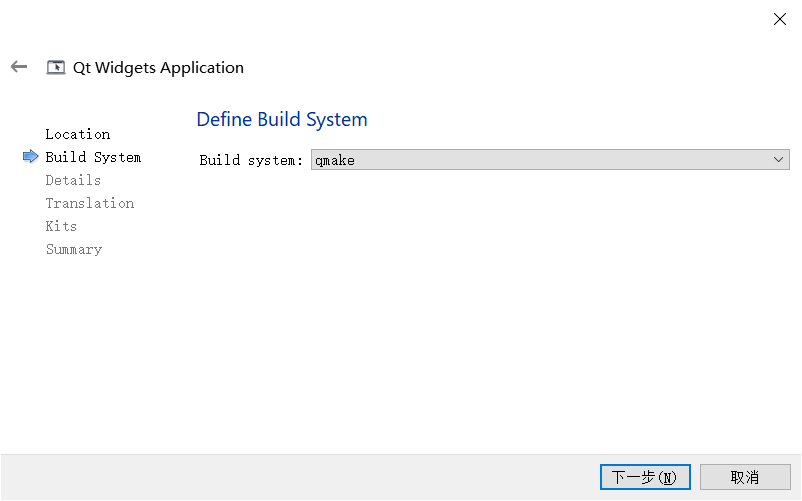 Qt Widgets Application
Location
Build System
Details
Translation
Kits
Summary
Define Build System
Build system: qmake
下一步(N) 取消